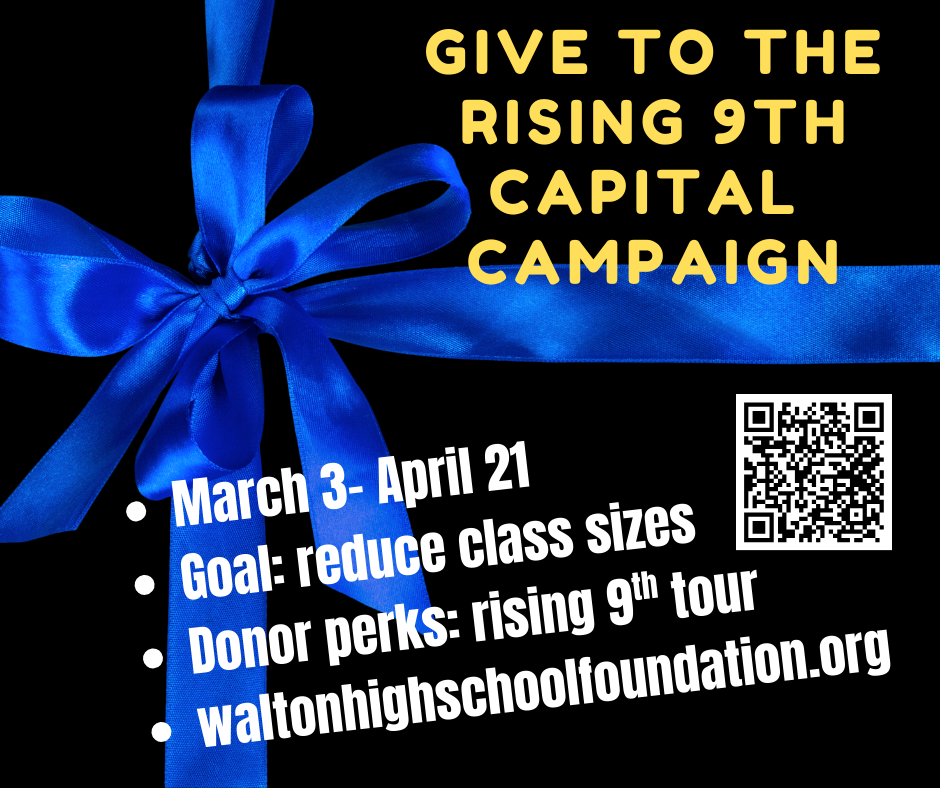 GIVE TO THE
RISING 9TH
CAPITAL
CAMPAIGN
• March 3- April 21
• Goal: reduce class sizes
• Donor perks: rising 9th tour
• waltonhighschoolfoundation.org